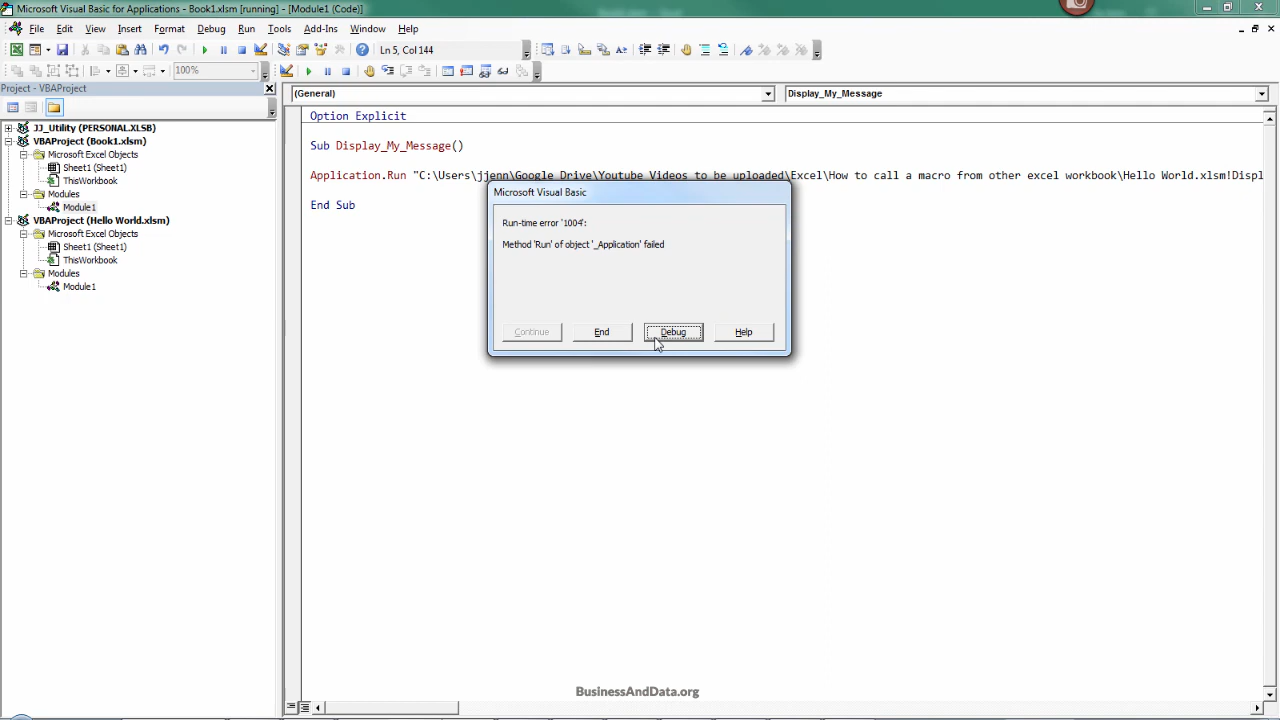 Microsoft Visual Basic for Applications - Book1.xlsm [running] - [Module1 (Code)]
File Edit View Insert Format Debug Run Tools Add-Ins Window Help
Ln 5, Col 144
100%
Project - VBAProject
(General)
Display_My_Message
JJ_Utility (PERSONAL.XLSB)
VBAProject (Book1.xlsm)
Microsoft Excel Objects
Sheet1 (Sheet1)
ThisWorkbook
Modules
Module1
VBAProject (Hello World.xlsm)
Microsoft Excel Objects
Sheet1 (Sheet1)
ThisWorkbook
Modules
Module1
Option Explicit
Sub Display_My_Message()
Application.Run "C:\Users\jjenn\Google Drive\Youtube Videos to be uploaded\Excel\How to call a macro from other excel workbook\Hello World.xlsm!Displ
End Sub
Microsoft Visual Basic
Run-time error '1004':
Method 'Run' of object '_Application' failed
Continue End Debug Help
BusinessAndData.org